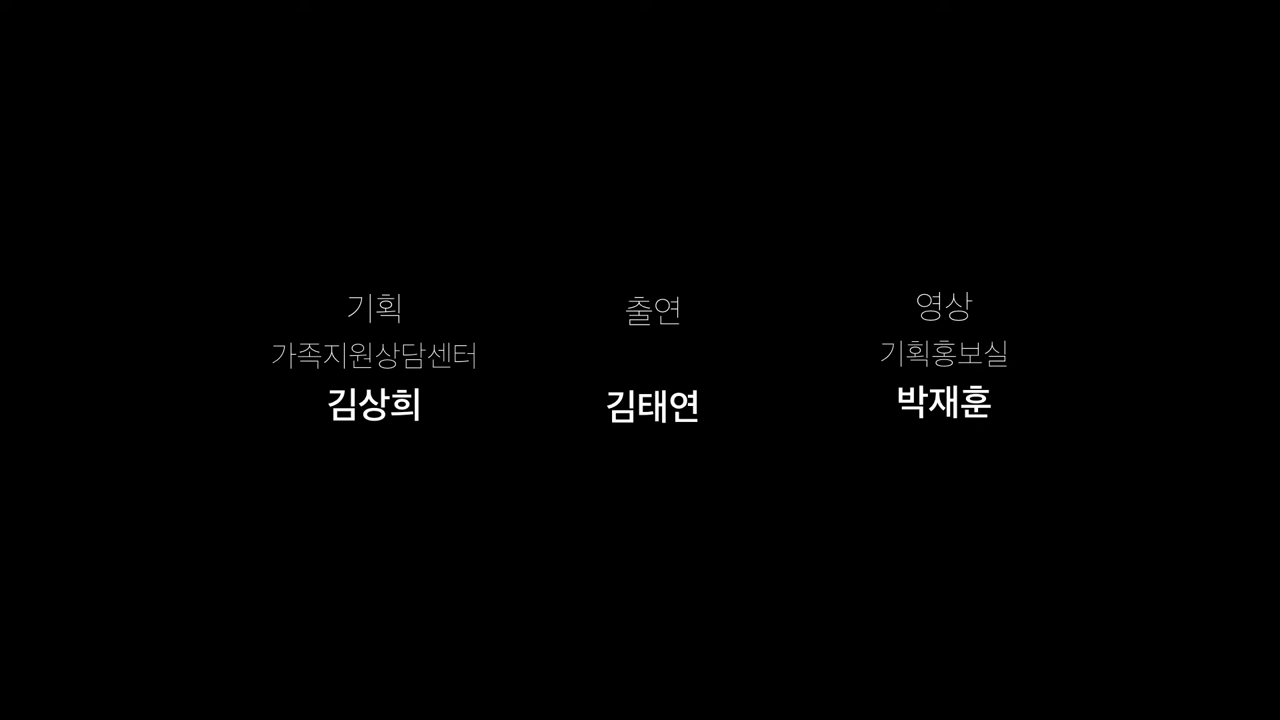 기획
가족지원상담센터
김상희
출연
김태연
영상
기획홍보실
박재훈